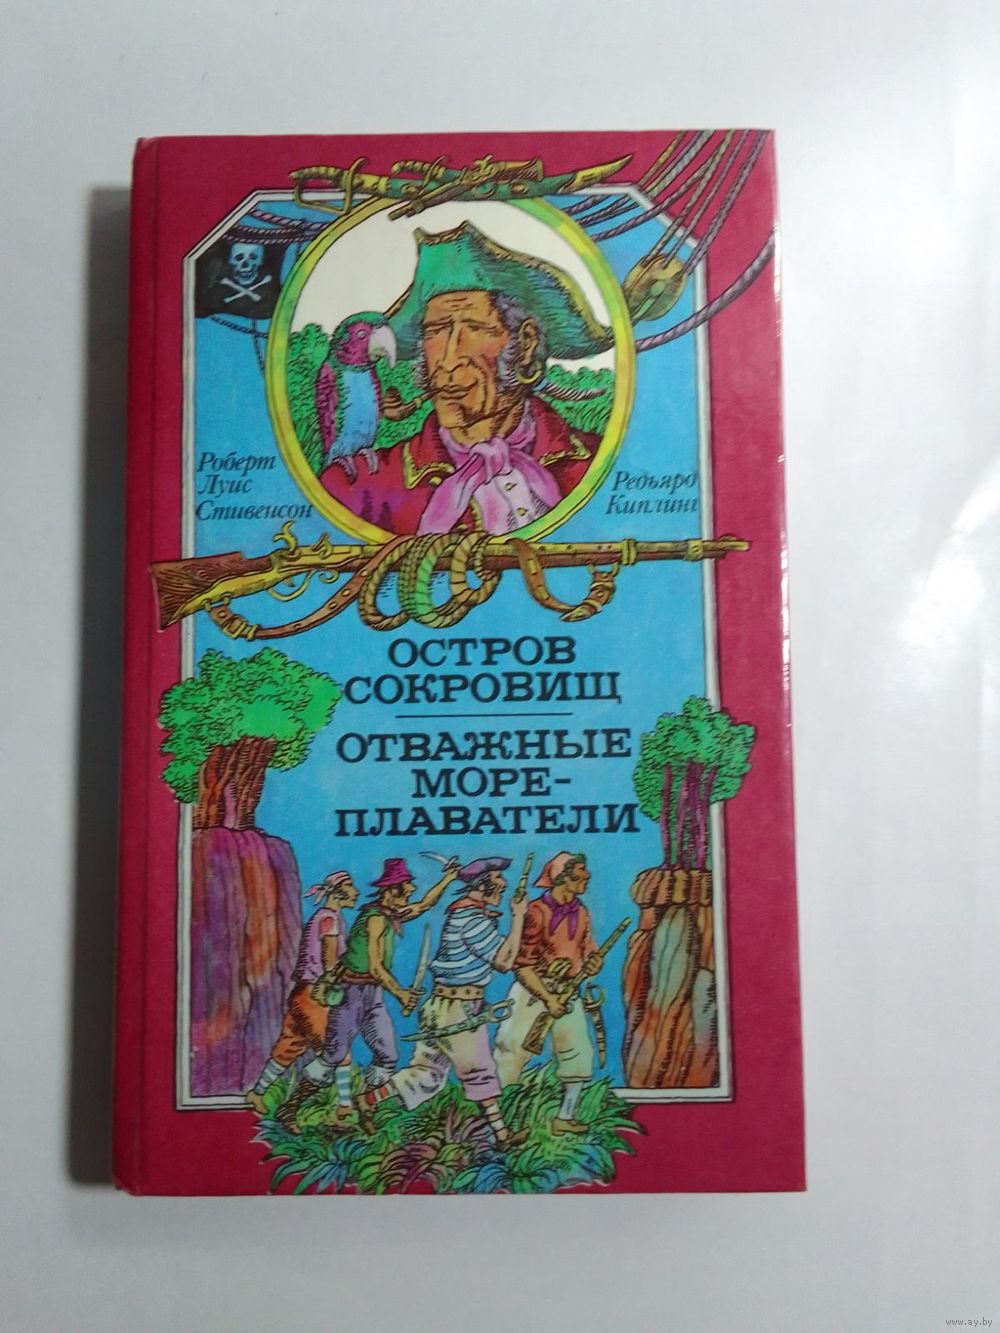 Роберт
Луис
Стивенсон
Редьярд
Киплинг
ОСТРОВ
СОКРОВИЩ
ОТВАЖНЫЕ
МОРЕ-
ПЛАВАТЕЛИ
www.ay.by